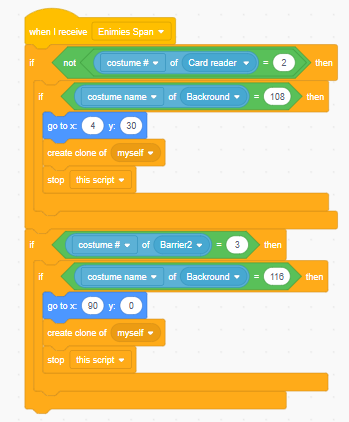 when I receive Enimies Span
if not costume # of Card reader = 2 then
if costume name of Backround = 108 then
go to x: 4 y: 30
create clone of myself
stop this script
if costume # of Barrier2 = 3 then
if costume name of Backround = 116 then
go to x: 90 y: 0
create clone of myself
stop this script